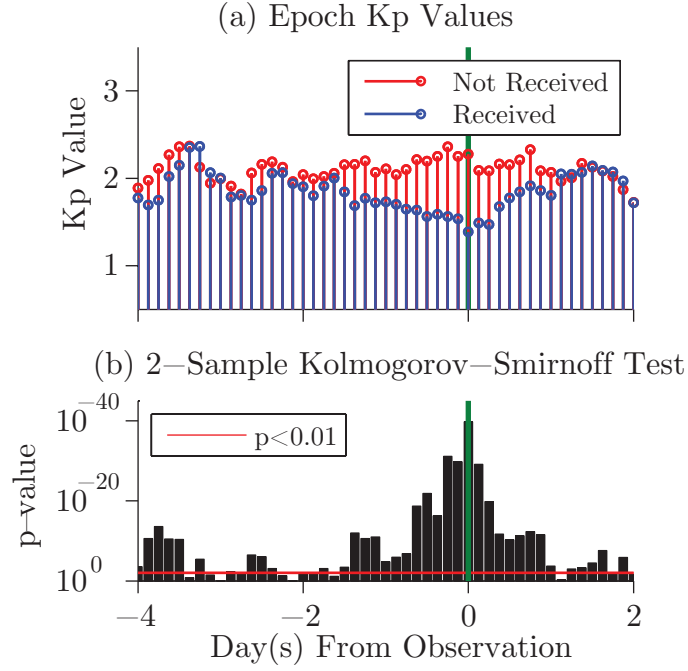 (a) Epoch Kp Values
Kp Value
3
2
1
Not Received
Received
(b) 2–Sample Kolmogorov–Smirnoff Test
p–value
10^-40
10^-20
10^0
p<0.01
−4
−2
0
2
Day(s) From Observation